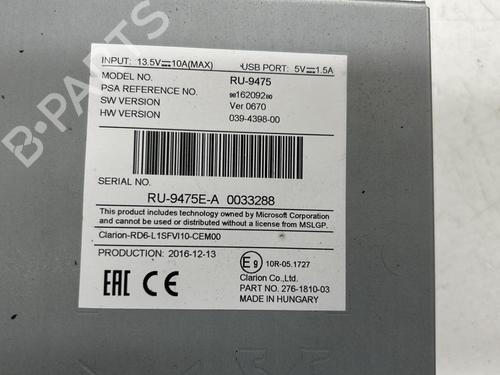 INPUT: 13.5V⎓10A(MAX) USB PORT: 5V⎓1.5A
MODEL NO. RU-9475
PSA REFERENCE NO. 9816209280
SW VERSION Ver 0670
HW VERSION 039-4398-00
SERIAL NO.
RU-9475E-A 0033288
This product includes technology owned by Microsoft Corporation
and cannot be used or distributed without a license from MSLGP.
Clarion-RD6-L1SFVI10-CEM00
PRODUCTION: 2016-12-13
EAC CE E9 10R-05.1727
Clarion Co.,Ltd.
PART NO. 276-1810-03
MADE IN HUNGARY